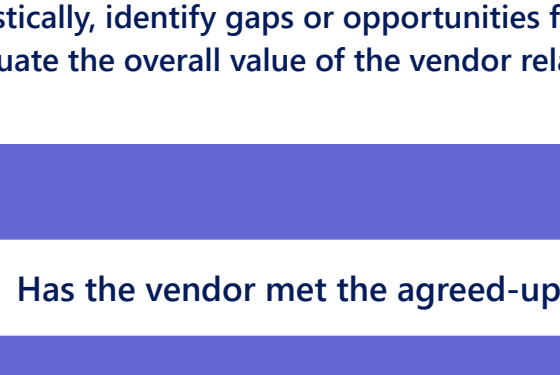 stically, identify gaps or opportunities f
uate the overall value of the vendor rela
Has the vendor met the agreed-up